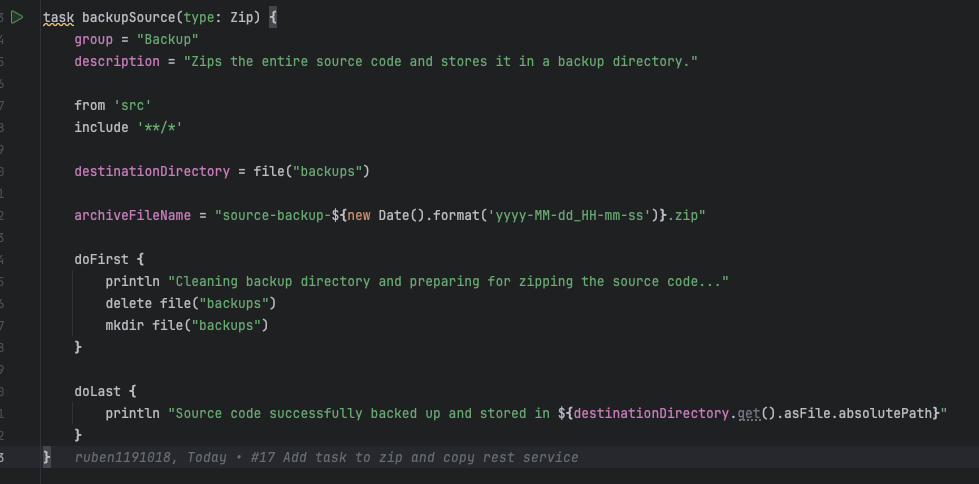 task backupSource(type: Zip) {
    group = "Backup"
    description = "Zips the entire source code and stores it in a backup directory."

    from 'src'
    include '**/*'

    destinationDirectory = file("backups")

    archiveFileName = "source-backup-${new Date().format('yyyy-MM-dd_HH-mm-ss')}.zip"

    doFirst {
        println "Cleaning backup directory and preparing for zipping the source code..."
        delete file("backups")
        mkdir file("backups")
    }

    doLast {
        println "Source code successfully backed up and stored in ${destinationDirectory.get().asFile.absolutePath}"
    }
}   ruben1191018, Today • #17 Add task to zip and copy rest service